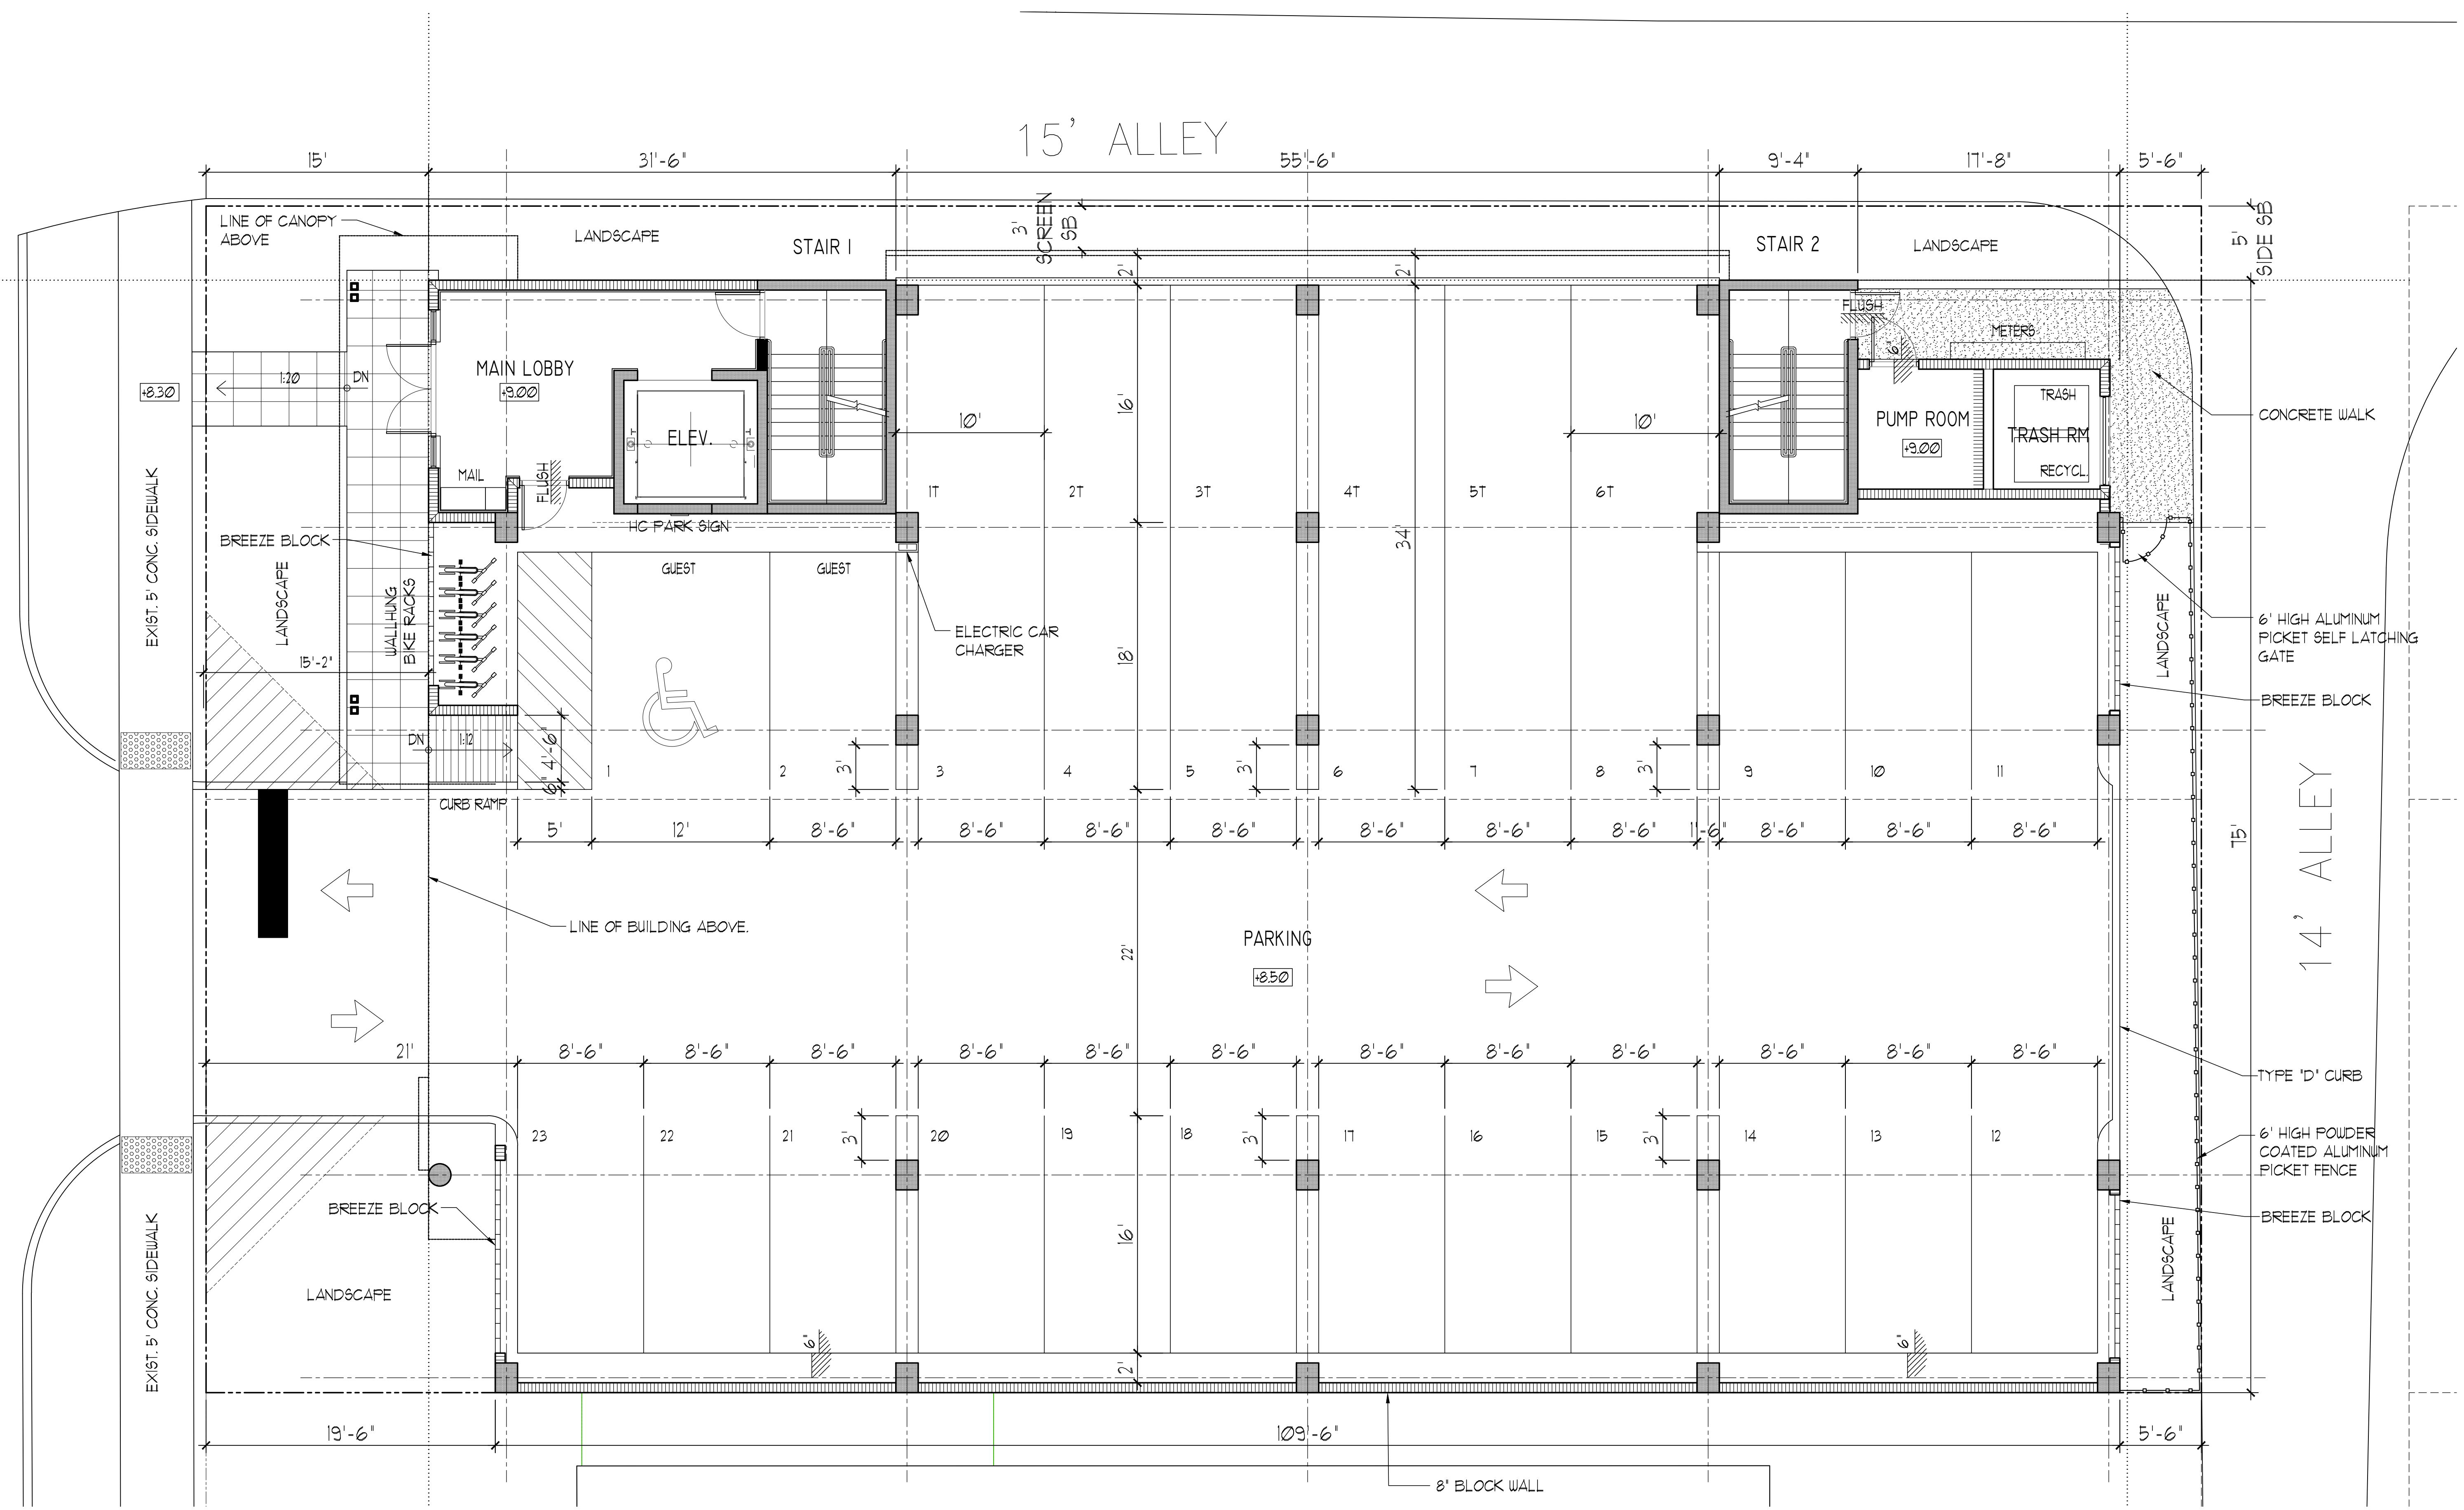 15' ALLEY
15'
31'-6"
55'-6"
9'-4"
17'-8"
5'-6"
LINE OF CANOPY
ABOVE
LANDSCAPE
STAIR 1
3'
SCREEN
SB
STAIR 2
LANDSCAPE
5'
SIDE SB
2'
2'
FLUSH
METERS
6"
MAIN LOBBY
+9.00
+8.30
1:20
DN
ELEV.
MAIL
FLUSH
16'
10'
10'
PUMP ROOM
+9.00
TRASH
TRASH RM
RECYCL.
CONCRETE WALK
1T
2T
3T
4T
5T
6T
HC PARK SIGN
34'
BREEZE BLOCK
EXIST. 5' CONC. SIDEWALK
LANDSCAPE
WALLHUNG
BIKE RACKS
15'-2"
GUEST
GUEST
ELECTRIC CAR
CHARGER
18'
LANDSCAPE
6' HIGH ALUMINUM
PICKET SELF LATCHING
GATE
BREEZE BLOCK
DN
1:12
4'-6"
6"
CURB RAMP
1
2
3'
3
4
5
3'
6
7
8
3'
9
10
11
5'
12'
8'-6"
8'-6"
8'-6"
8'-6"
8'-6"
8'-6"
8'-6"
1'-6"
8'-6"
8'-6"
8'-6"
75'
14' ALLEY
LINE OF BUILDING ABOVE.
22'
PARKING
+8.50
21'
8'-6"
8'-6"
8'-6"
8'-6"
8'-6"
8'-6"
8'-6"
8'-6"
8'-6"
8'-6"
8'-6"
8'-6"
TYPE "D" CURB
23
22
21
3'
20
19
18
3'
17
16
15
3'
14
13
12
6' HIGH POWDER
COATED ALUMINUM
PICKET FENCE
BREEZE BLOCK
BREEZE BLOCK
EXIST. 5' CONC. SIDEWALK
LANDSCAPE
16'
LANDSCAPE
6"
6"
2'
19'-6"
109'-6"
5'-6"
8" BLOCK WALL